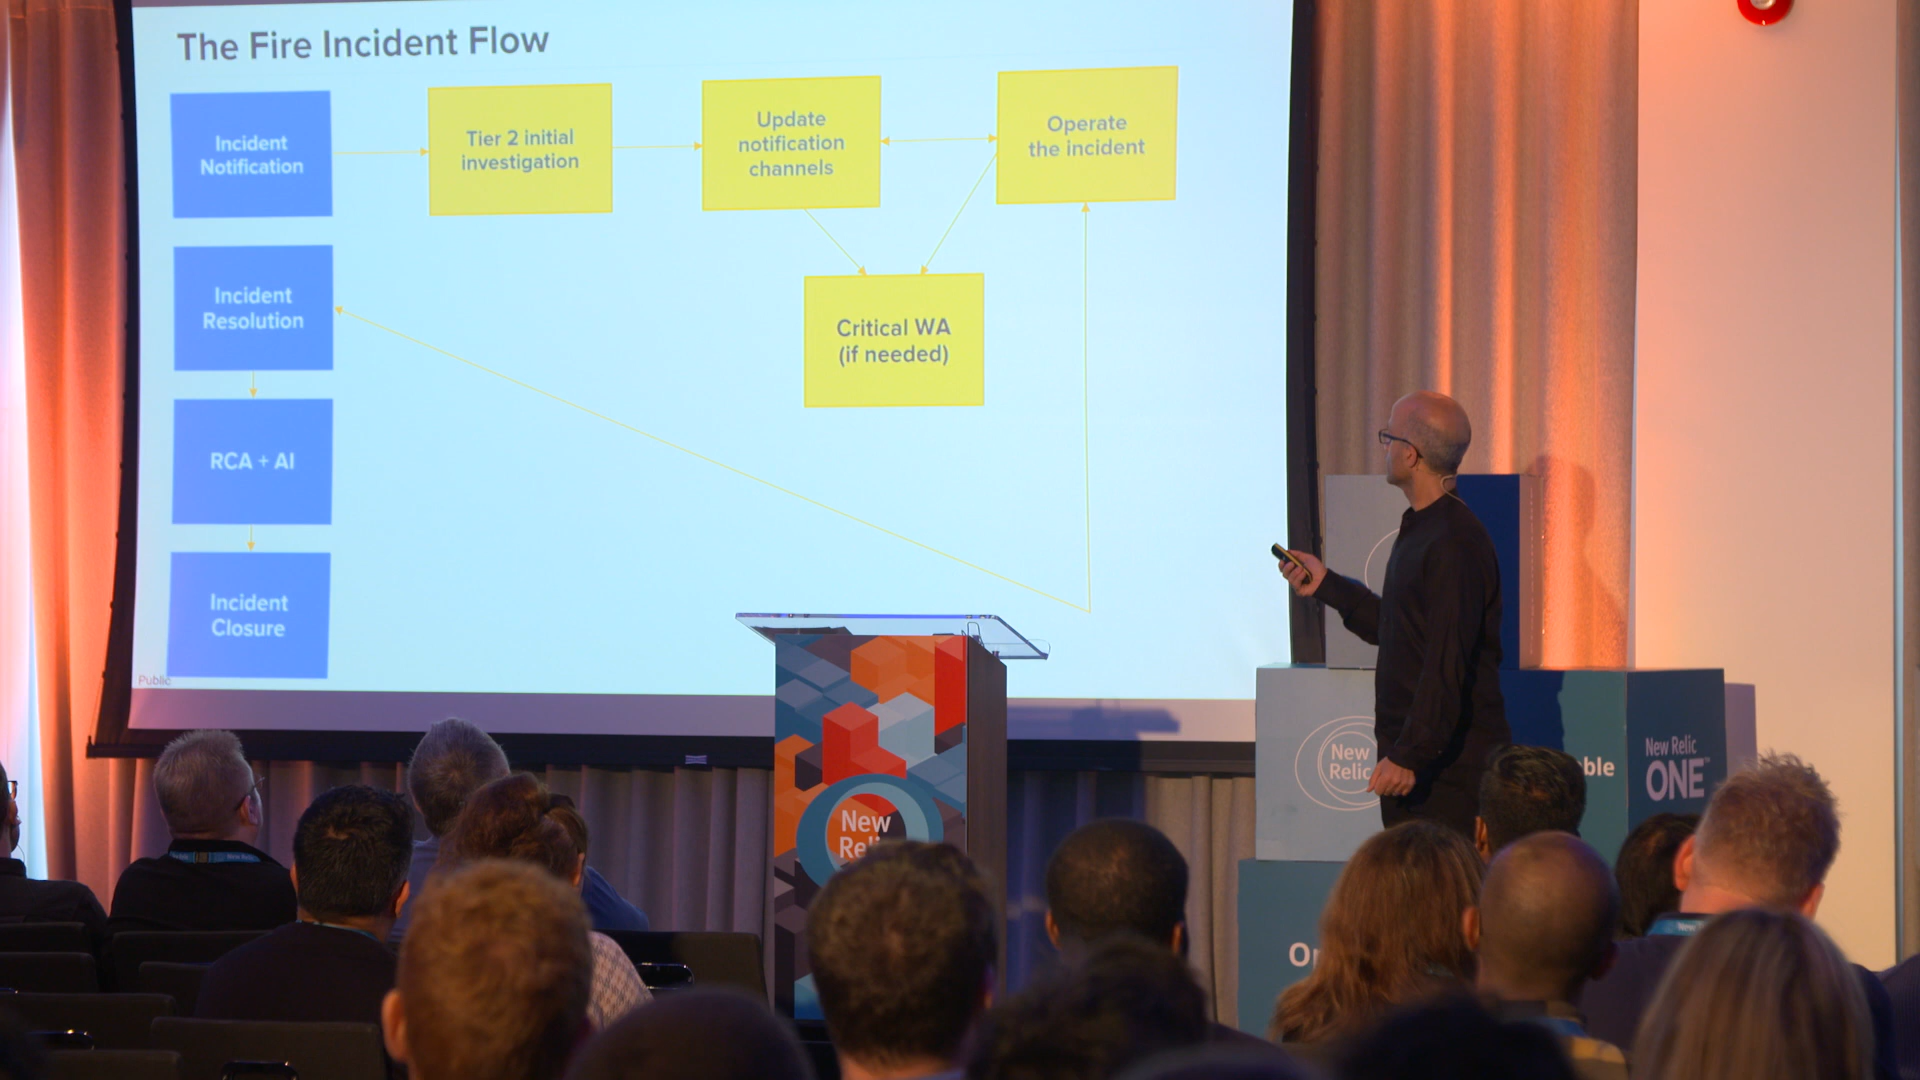 The Fire Incident Flow
Incident
Notification
Tier 2 initial
investigation
Update
notification
channels
Operate
the incident
Incident
Resolution
Critical WA
(if needed)
RCA + AI
Incident
Closure
Public
New
Relic
New Relic
ONE
New